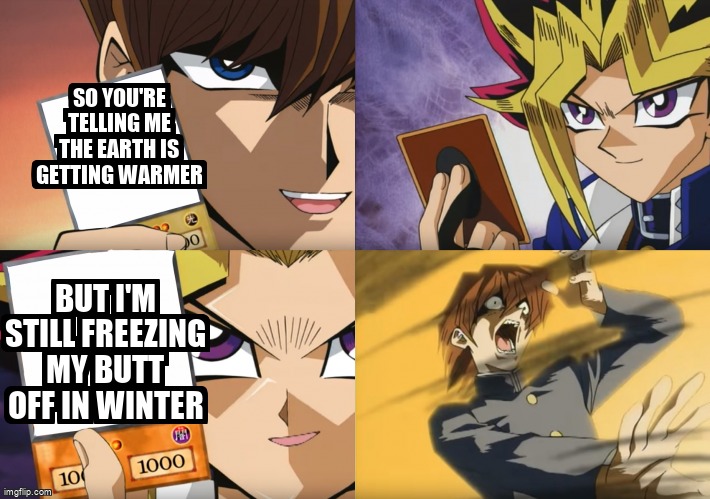 SO YOU'RE
TELLING ME
THE EARTH IS
GETTING WARMER
BUT I'M
STILL FREEZING
MY BUTT
OFF IN WINTER
1000
imgflip.com